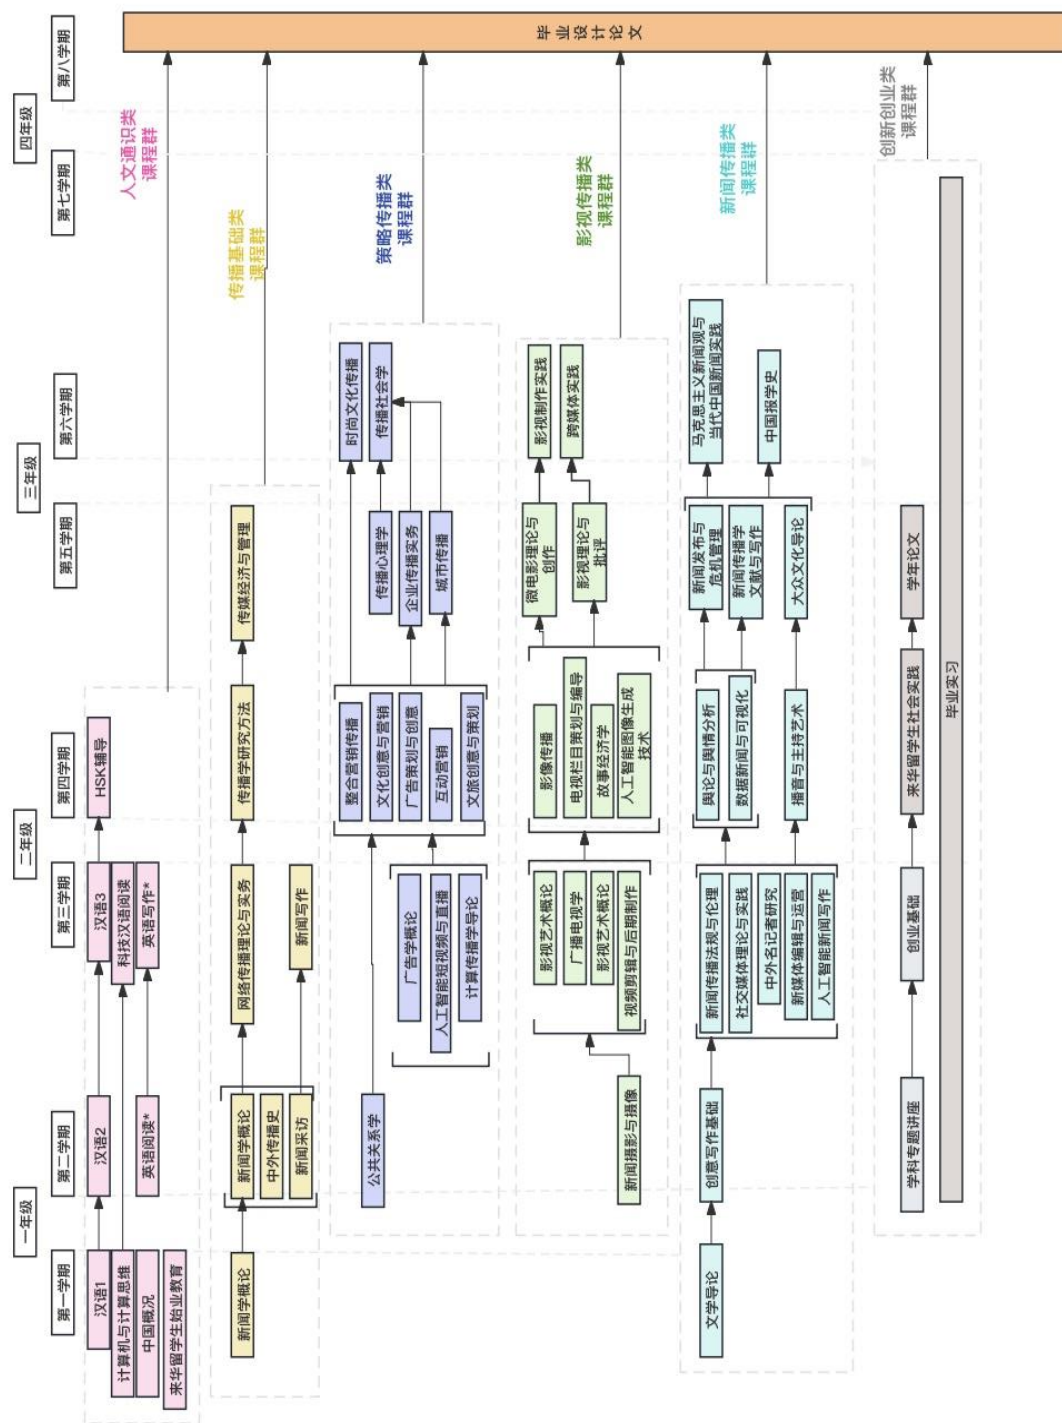 一年级
二年级
三年级
四年级
第一学期
第二学期
第三学期
第四学期
第五学期
第六学期
第七学期
第八学期
人文通识类
课程群
汉语1
汉语2
汉语3
HSK辅导
计算机与计算思维
科技汉语阅读
中国概况
英语阅读*
英语写作*
来华留学生始业教育
传播基础类
课程群
新闻学概论
新闻学概论
中外传播史
新闻采访
网络传播理论与实务
新闻写作
传播学研究方法
传媒经济与管理
策略传播类
课程群
公共关系学
广告学概论
人工智能短视频与直播
计算传播学导论
整合营销传播
文化创意与营销
广告策划与创意
互动营销
文旅创意与策划
传播心理学
企业传播实务
城市传播
时尚文化传播
传播社会学
影视传播类
课程群
新闻摄影与摄像
影视艺术概论
广播电视学
影视艺术概论
视频剪辑与后期制作
影像传播
电视栏目策划与编导
故事经济学
人工智能图像生成
技术
微电影理论与
创作
影视理论与
批评
影视制作实践
跨媒体实践
新闻传播类
课程群
文学导论
创意写作基础
新闻传播法规与伦理
社交媒体理论与实践
中外名记者研究
新媒体编辑与运营
人工智能新闻写作
舆论与舆情分析
数据新闻与可视化
播音与主持艺术
新闻发布与
危机管理
新闻传播学
文献与写作
大众文化导论
马克思主义新闻观与
当代中国新闻实践
中国报学史
创新创业类
课程群
学科专题讲座
创业基础
来华留学生社会实践
学年论文
毕业实习
毕业设计论文